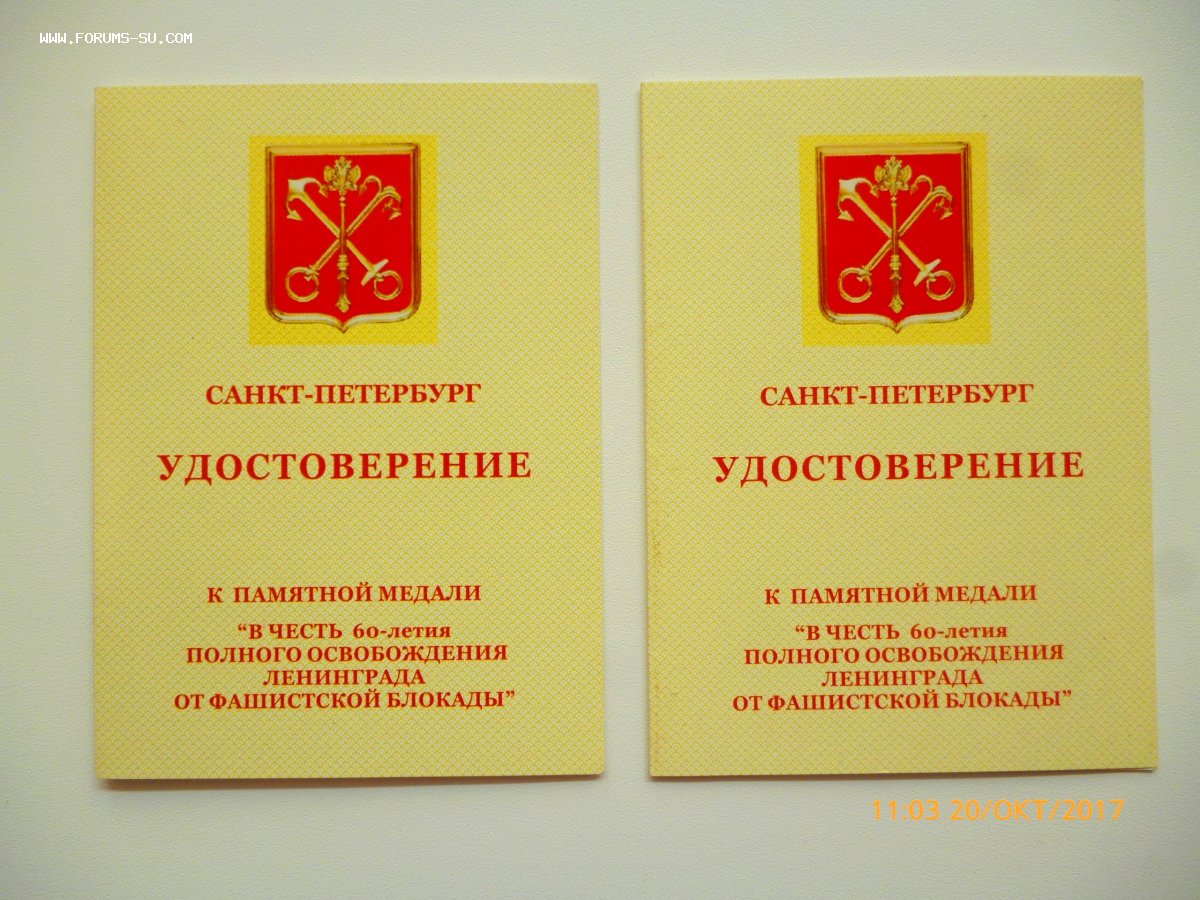 WWW.FORUMS-SU.COM
САНКТ-ПЕТЕРБУРГ
УДОСТОВЕРЕНИЕ
К ПАМЯТНОЙ МЕДАЛИ
“В ЧЕСТЬ 60-летия
ПОЛНОГО ОСВОБОЖДЕНИЯ
ЛЕНИНГРАДА
ОТ ФАШИСТСКОЙ БЛОКАДЫ”
САНКТ-ПЕТЕРБУРГ
УДОСТОВЕРЕНИЕ
К ПАМЯТНОЙ МЕДАЛИ
“В ЧЕСТЬ 60-летия
ПОЛНОГО ОСВОБОЖДЕНИЯ
ЛЕНИНГРАДА
ОТ ФАШИСТСКОЙ БЛОКАДЫ”
11:03 20/ОКТ/2017